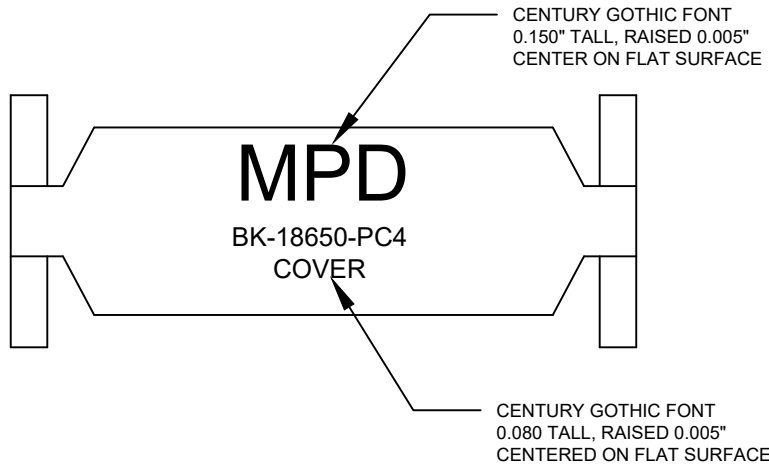 CENTURY GOTHIC FONT
0.150" TALL, RAISED 0.005"
CENTER ON FLAT SURFACE
MPD
BK-18650-PC4
COVER
CENTURY GOTHIC FONT
0.080 TALL, RAISED 0.005"
CENTERED ON FLAT SURFACE